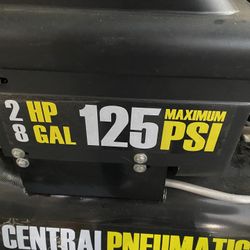 2 HP
8 GAL
125 MAXIMUM PSI
CENTRAL PNEUMATIC